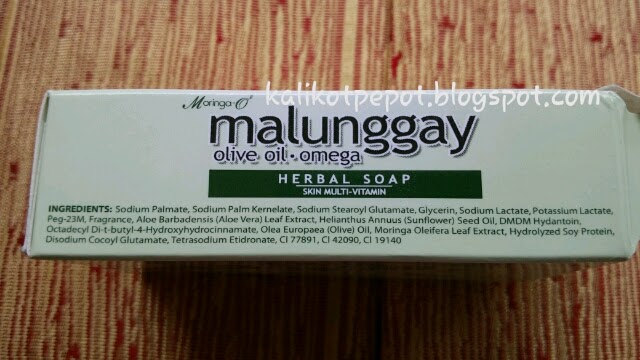 kalikotpepot.blogspot.com
Moringa-O²
malunggay
olive oil • omega
HERBAL SOAP
SKIN MULTI-VITAMIN
INGREDIENTS: Sodium Palmate, Sodium Palm Kernelate, Sodium Stearoyl Glutamate, Glycerin, Sodium Lactate, Potassium Lactate,
Peg-23M, Fragrance, Aloe Barbadensis (Aloe Vera) Leaf Extract, Helianthus Annuus (Sunflower) Seed Oil, DMDM Hydantoin,
Octadecyl Di-t-butyl-4-Hydroxyhydrocinnamate, Olea Europaea (Olive) Oil, Moringa Oleifera Leaf Extract, Hydrolyzed Soy Protein,
Disodium Cocoyl Glutamate, Tetrasodium Etidronate, CI 77891, CI 42090, CI 19140